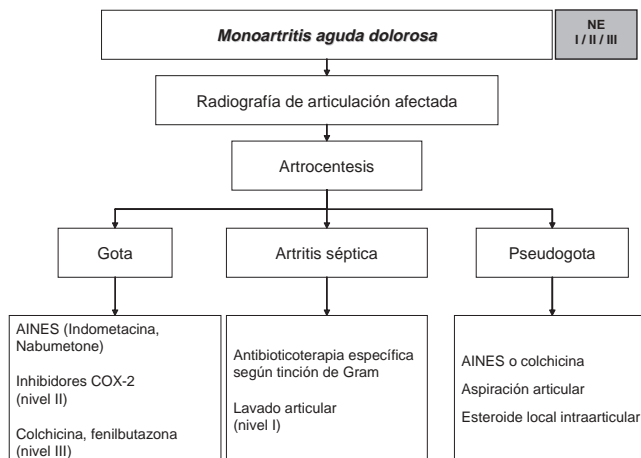 Monoartritis aguda dolorosa
NE
I / II / III
Radiografía de articulación afectada
Artrocentesis
Gota
Artritis séptica
Pseudogota
AINES (Indometacina,
Nabumetone)
Inhibidores COX-2
(nivel II)
Colchicina, fenilbutazona
(nivel III)
Antibioticoterapia específica
según tinción de Gram
Lavado articular
(nivel I)
AINES o colchicina
Aspiración articular
Esteroide local intraarticular